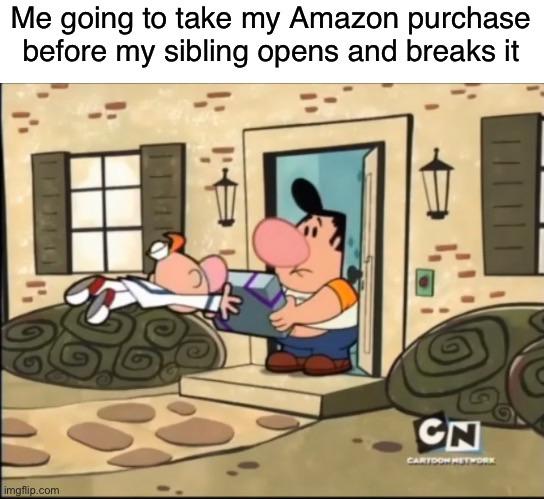 Me going to take my Amazon purchase
before my sibling opens and breaks it
CN
CARTOON NETWORK
imgflip.com